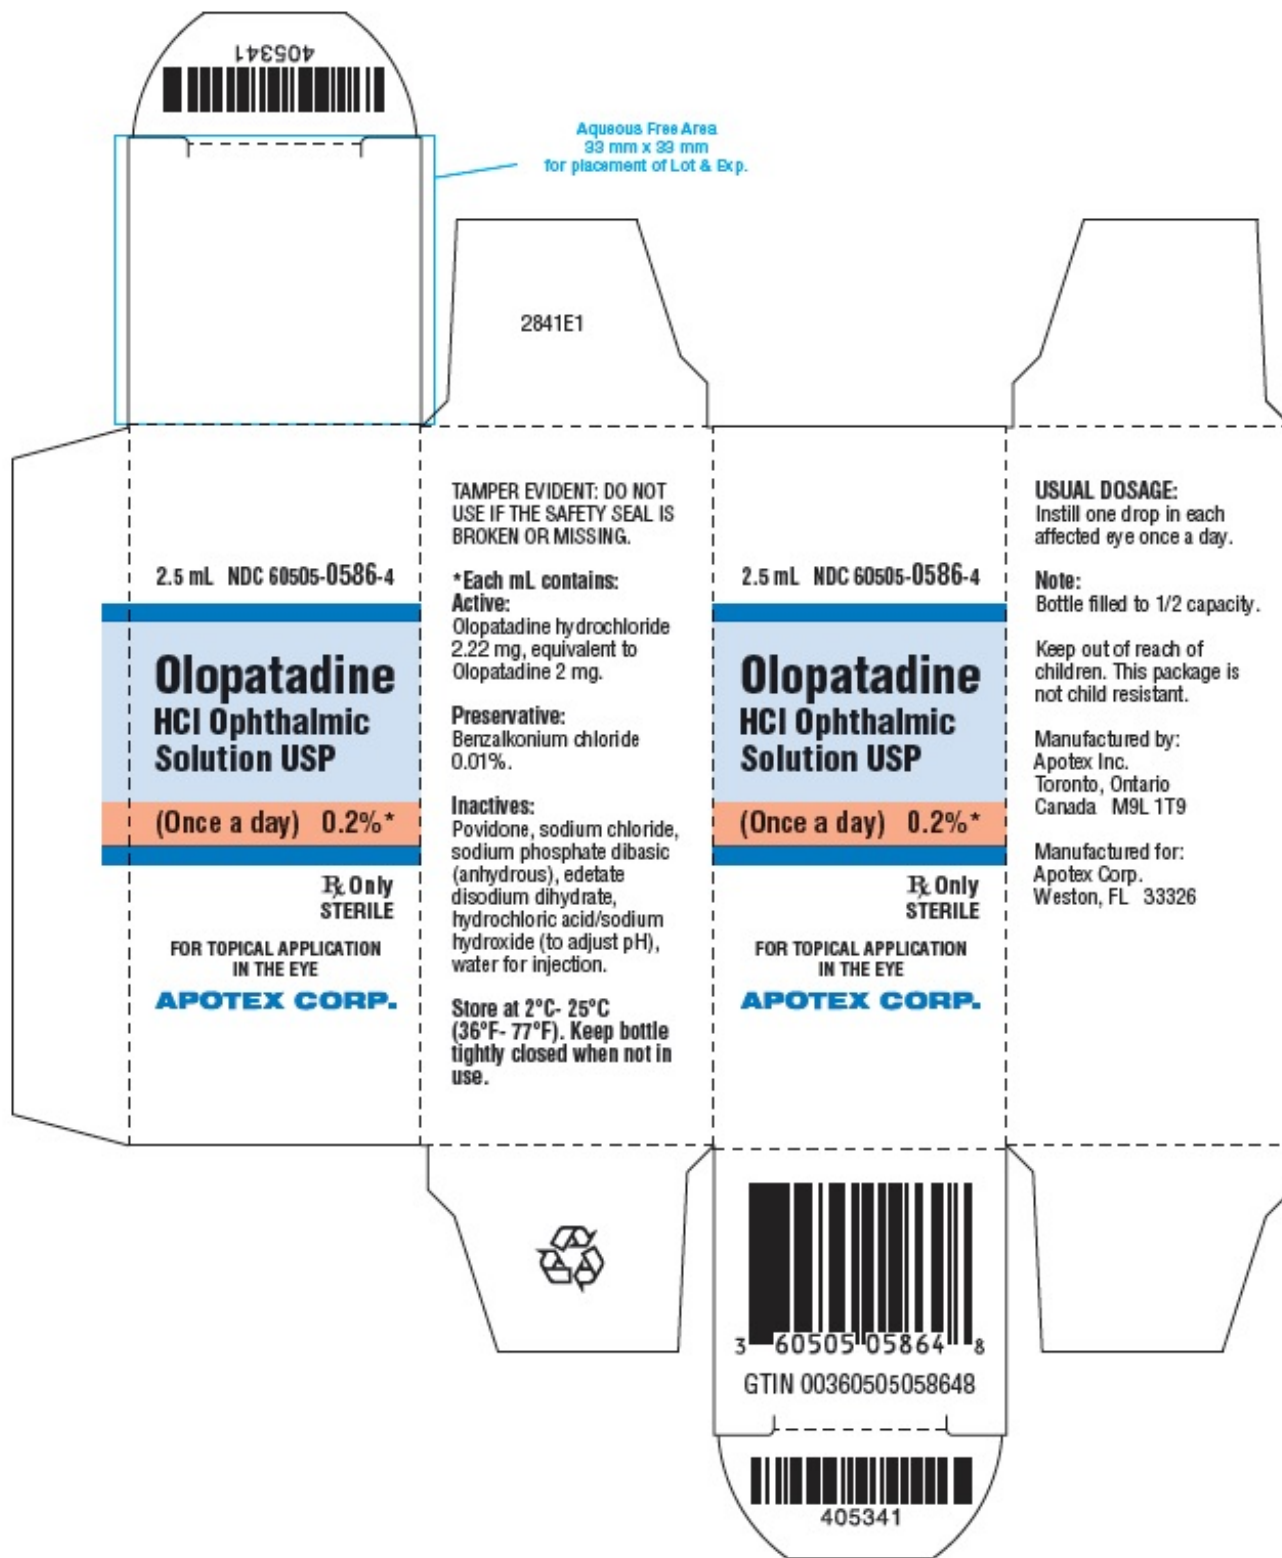 405341
Aqueous Free Area
33 mm x 33 mm
for placement of Lot & Exp.
2841E1
2.5 mL NDC 60505-0586-4
Olopatadine
HCl Ophthalmic
Solution USP
(Once a day) 0.2%*
℞ Only
STERILE
FOR TOPICAL APPLICATION
IN THE EYE
APOTEX CORP.
TAMPER EVIDENT: DO NOT
USE IF THE SAFETY SEAL IS
BROKEN OR MISSING.
*Each mL contains:
Active:
Olopatadine hydrochloride
2.22 mg, equivalent to
Olopatadine 2 mg.
Preservative:
Benzalkonium chloride
0.01%.
Inactives:
Povidone, sodium chloride,
sodium phosphate dibasic
(anhydrous), edetate
disodium dihydrate,
hydrochloric acid/sodium
hydroxide (to adjust pH),
water for injection.
Store at 2°C- 25°C
(36°F- 77°F). Keep bottle
tightly closed when not in
use.
2.5 mL NDC 60505-0586-4
Olopatadine
HCl Ophthalmic
Solution USP
(Once a day) 0.2%*
℞ Only
STERILE
FOR TOPICAL APPLICATION
IN THE EYE
APOTEX CORP.
USUAL DOSAGE:
Instill one drop in each
affected eye once a day.
Note:
Bottle filled to 1/2 capacity.
Keep out of reach of
children. This package is
not child resistant.
Manufactured by:
Apotex Inc.
Toronto, Ontario
Canada M9L 1T9
Manufactured for:
Apotex Corp.
Weston, FL 33326
3 60505 05864 8
GTIN 00360505058648
405341